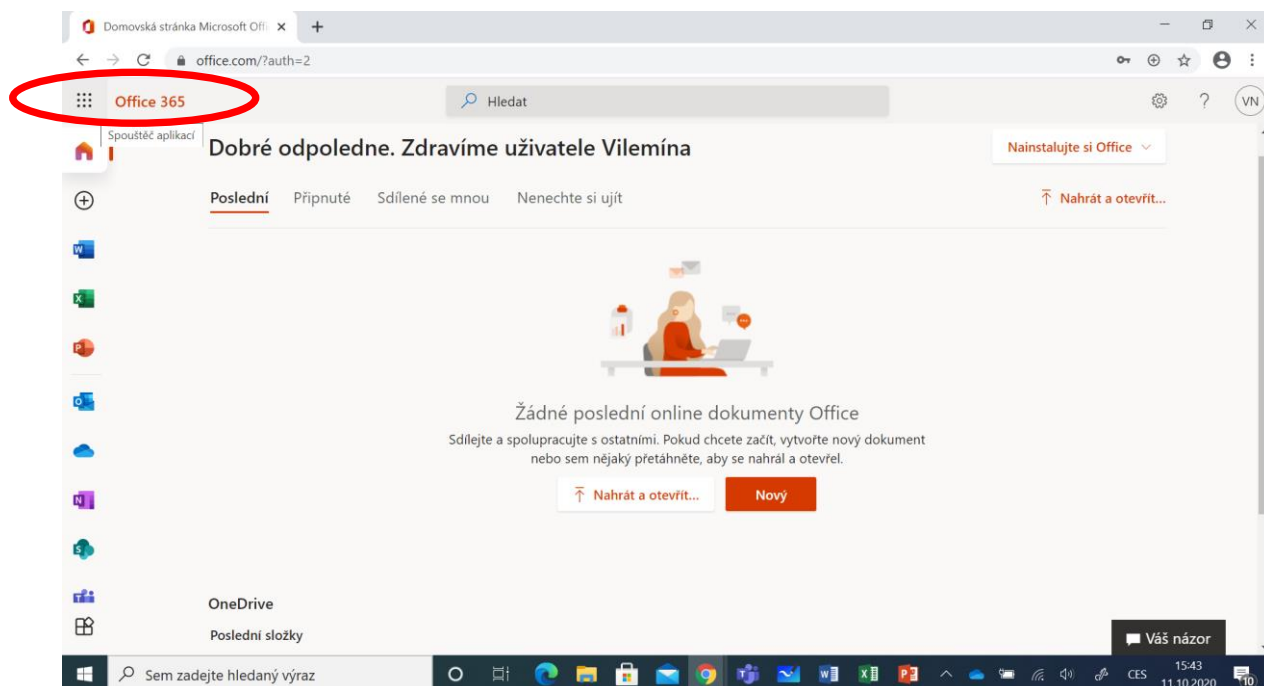 Domovská stránka Microsoft Offi
office.com/?auth=2
Office 365
Hledat
VN
Spouštěč aplikací
Dobré odpoledne. Zdravíme uživatele Vilemína
Nainstalujte si Office
Poslední Připnuté Sdílené se mnou Nenechte si ujít
Nahrát a otevřít...
Žádné poslední online dokumenty Office
Sdílejte a spolupracujte s ostatními. Pokud chcete začít, vytvořte nový dokument
nebo sem nějaký přetáhněte, aby se nahrál a otevřel.
Nahrát a otevřít...
Nový
OneDrive
Poslední složky
Váš názor
Sem zadejte hledaný výraz
CES
15:43
11.10.2020
10